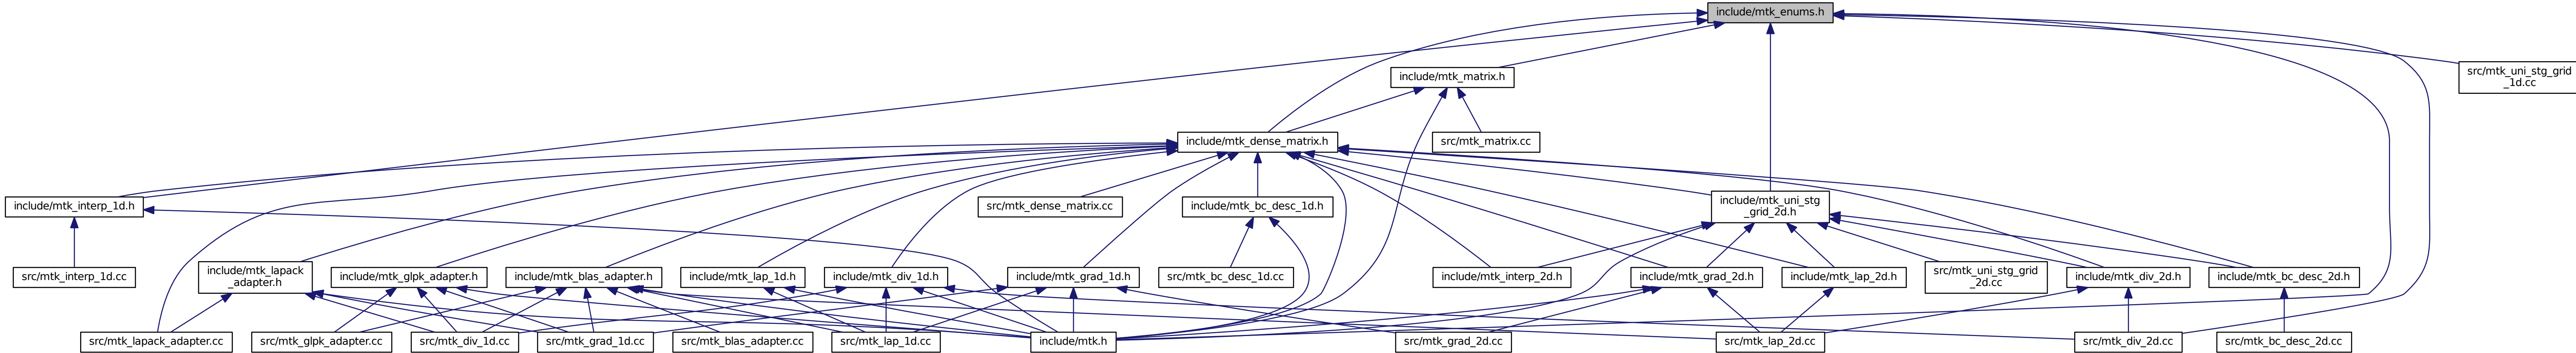 include/mtk_enums.h
src/mtk_uni_stg_grid
_1d.cc
include/mtk_matrix.h
include/mtk_dense_matrix.h
src/mtk_matrix.cc
include/mtk_interp_1d.h
src/mtk_dense_matrix.cc
include/mtk_bc_desc_1d.h
include/mtk_uni_stg
_grid_2d.h
src/mtk_interp_1d.cc
include/mtk_lapack
_adapter.h
include/mtk_glpk_adapter.h
include/mtk_blas_adapter.h
include/mtk_lap_1d.h
include/mtk_div_1d.h
include/mtk_grad_1d.h
src/mtk_bc_desc_1d.cc
include/mtk_interp_2d.h
include/mtk_grad_2d.h
include/mtk_lap_2d.h
src/mtk_uni_stg_grid
_2d.cc
include/mtk_div_2d.h
include/mtk_bc_desc_2d.h
src/mtk_lapack_adapter.cc
src/mtk_glpk_adapter.cc
src/mtk_div_1d.cc
src/mtk_grad_1d.cc
src/mtk_blas_adapter.cc
src/mtk_lap_1d.cc
include/mtk.h
src/mtk_grad_2d.cc
src/mtk_lap_2d.cc
src/mtk_div_2d.cc
src/mtk_bc_desc_2d.cc